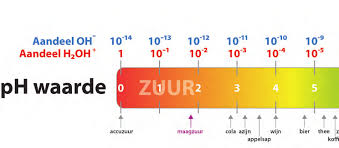 Aandeel OH⁻ 10⁻¹⁴ 10⁻¹³ 10⁻¹² 10⁻¹¹ 10⁻¹⁰ 10⁻⁹
Aandeel H₂OH⁺ 1 10⁻¹ 10⁻² 10⁻³ 10⁻⁴ 10⁻⁵
pH waarde 0 1 2 3 4 5
ZUUR
accuzuur maagzuur cola azijn wijn bier thee
appelsap